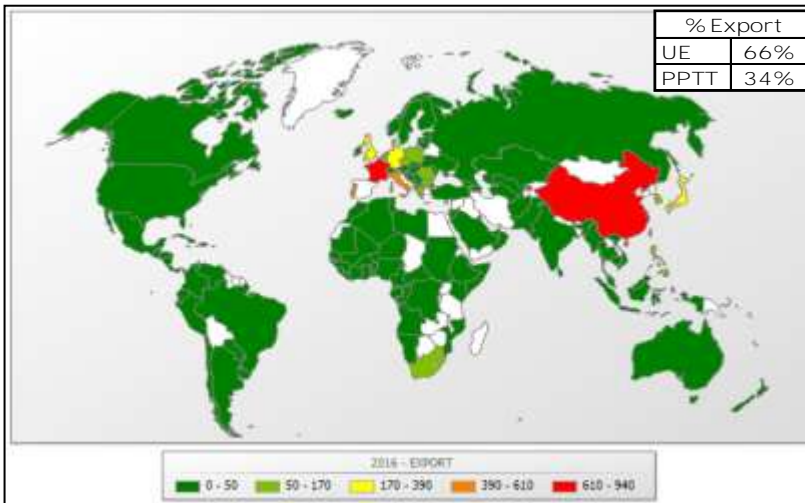 % Export
UE 66%
PPTT 34%
2016 - EXPORT
0 - 50 50 - 170 170 - 390 390 - 610 610 - 940